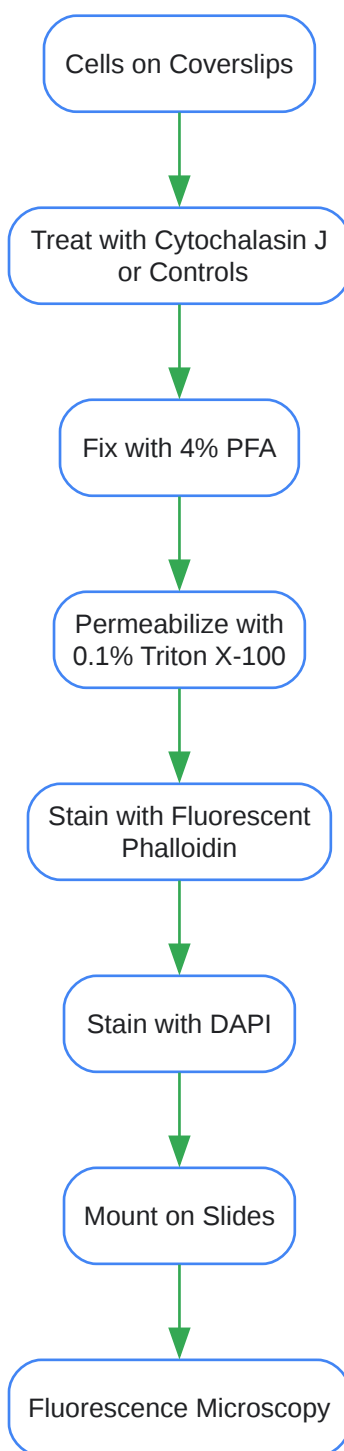 Cells on Coverslips
Treat with Cytochalasin J
or Controls
Fix with 4% PFA
Permeabilize with
0.1% Triton X-100
Stain with Fluorescent
Phalloidin
Stain with DAPI
Mount on Slides
Fluorescence Microscopy